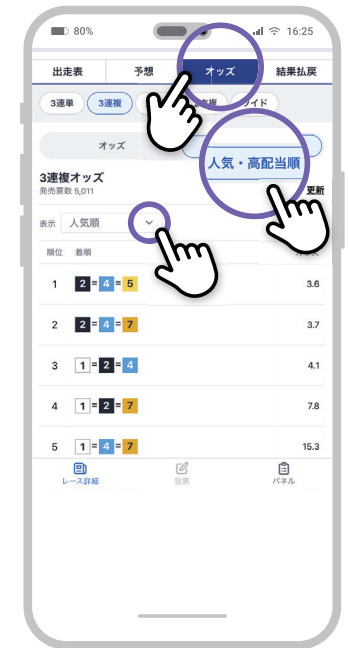 80% 16:25
出走表 予想 オッズ 結果払戻
3連単 3連複 イド
オッズ 人気・高配当順
3連複オッズ
発売票数 5,011 更新
表示 人気順
順位 着順
1 2=4=5 3.6
2 2=4=7 3.7
3 1=2=4 4.1
4 1=2=7 7.8
5 1=4=7 15.3
レース詳細 投票 パネル